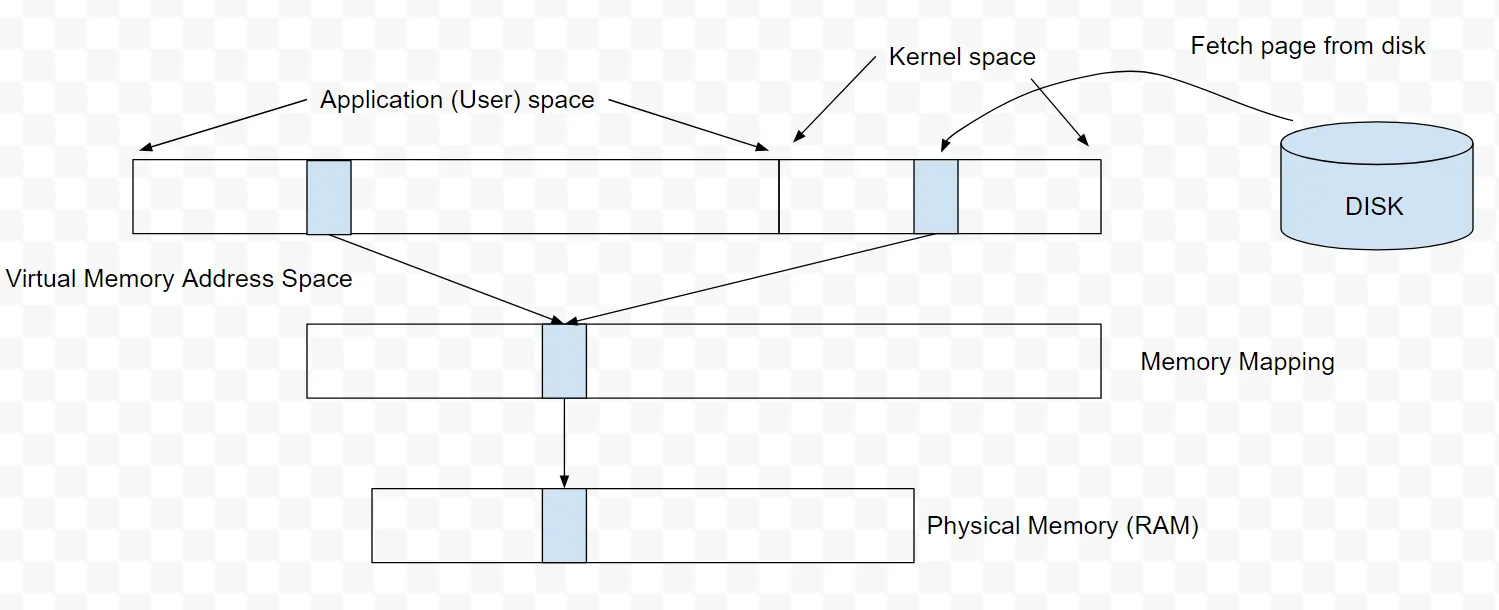 Fetch page from disk
Kernel space
Application (User) space
DISK
Virtual Memory Address Space
Memory Mapping
Physical Memory (RAM)